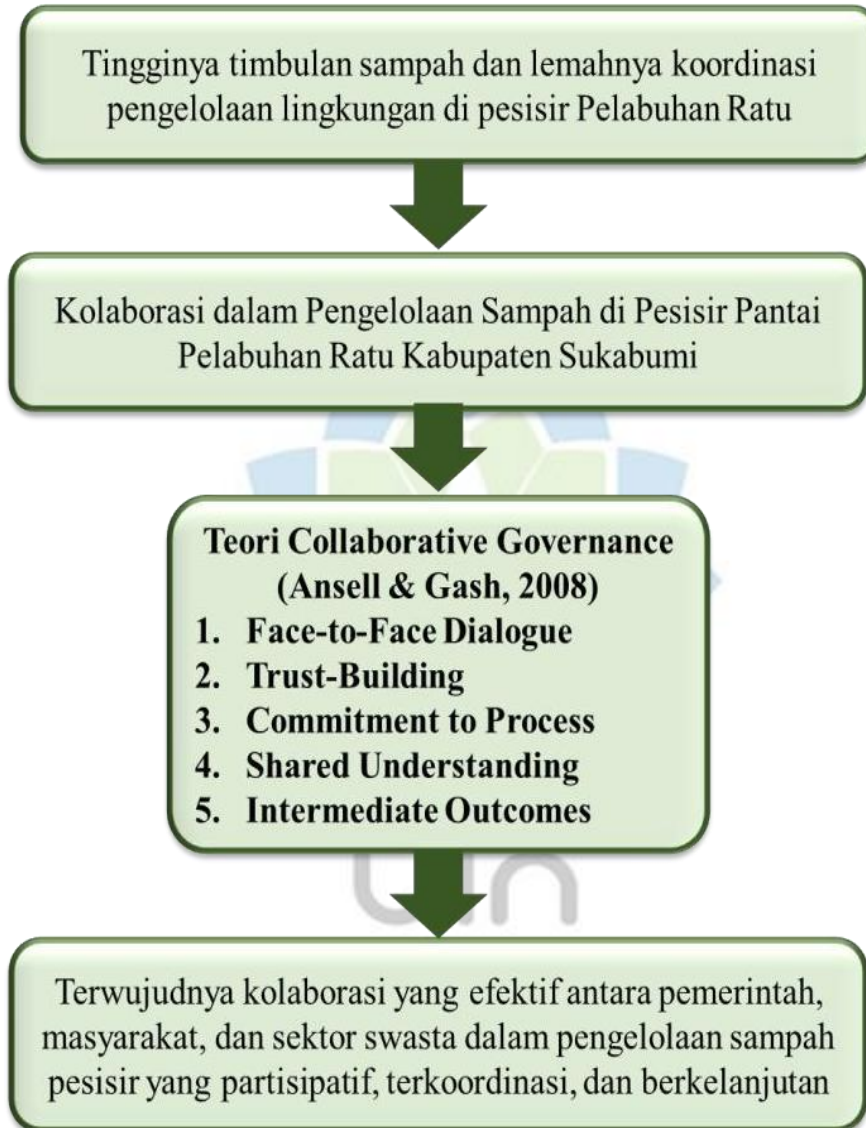 Tingginya timbulan sampah dan lemahnya koordinasi
pengelolaan lingkungan di pesisir Pelabuhan Ratu
Kolaborasi dalam Pengelolaan Sampah di Pesisir Pantai
Pelabuhan Ratu Kabupaten Sukabumi
Teori Collaborative Governance
(Ansell & Gash, 2008)
1. Face-to-Face Dialogue
2. Trust-Building
3. Commitment to Process
4. Shared Understanding
5. Intermediate Outcomes
uin
Terwujudnya kolaborasi yang efektif antara pemerintah,
masyarakat, dan sektor swasta dalam pengelolaan sampah
pesisir yang partisipatif, terkoordinasi, dan berkelanjutan